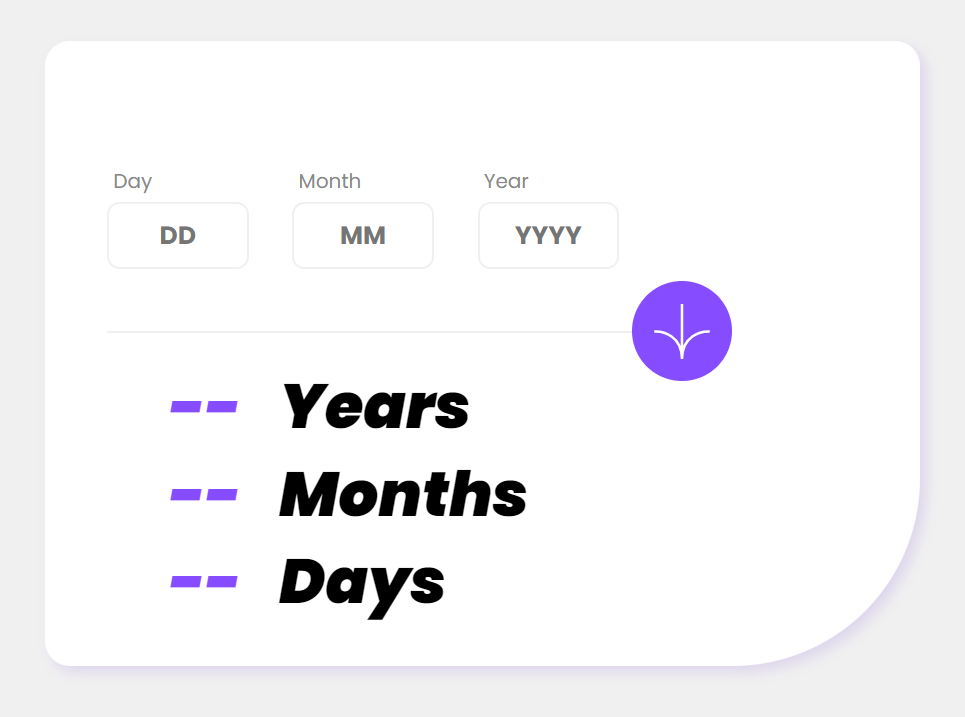 Day Month Year
DD MM YYYY
-- Years
-- Months
-- Days